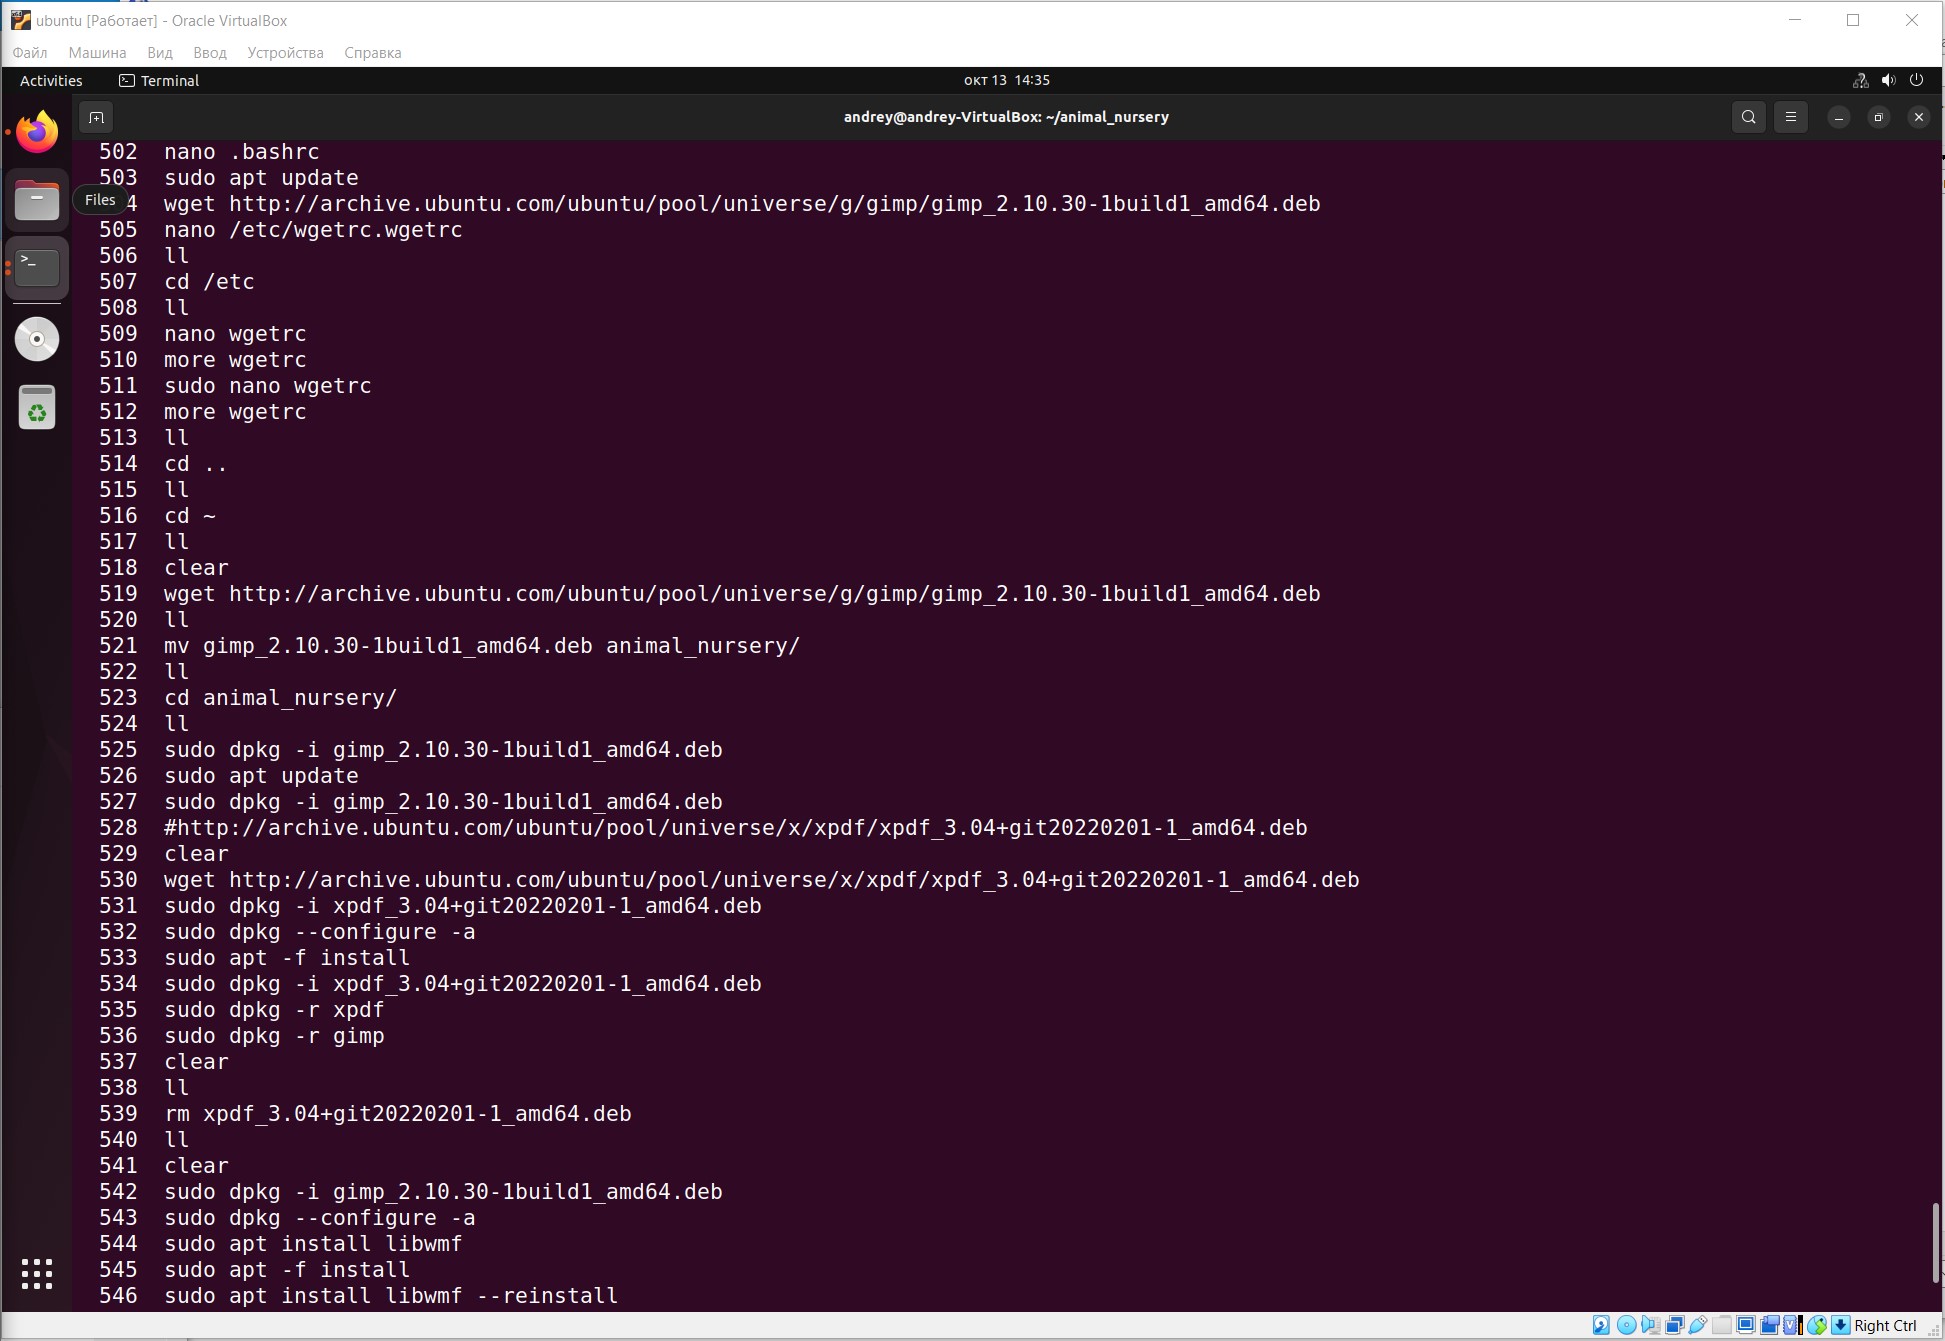 ubuntu [Работает] - Oracle VirtualBox
Файл Машина Вид Ввод Устройства Справка
Activities Terminal окт 13 14:35
andrey@andrey-VirtualBox: ~/animal_nursery
502 nano .bashrc
503 sudo apt update
Files 4 wget http://archive.ubuntu.com/ubuntu/pool/universe/g/gimp/gimp_2.10.30-1build1_amd64.deb
505 nano /etc/wgetrc.wgetrc
506 ll
507 cd /etc
508 ll
509 nano wgetrc
510 more wgetrc
511 sudo nano wgetrc
512 more wgetrc
513 ll
514 cd ..
515 ll
516 cd ~
517 ll
518 clear
519 wget http://archive.ubuntu.com/ubuntu/pool/universe/g/gimp/gimp_2.10.30-1build1_amd64.deb
520 ll
521 mv gimp_2.10.30-1build1_amd64.deb animal_nursery/
522 ll
523 cd animal_nursery/
524 ll
525 sudo dpkg -i gimp_2.10.30-1build1_amd64.deb
526 sudo apt update
527 sudo dpkg -i gimp_2.10.30-1build1_amd64.deb
528 #http://archive.ubuntu.com/ubuntu/pool/universe/x/xpdf/xpdf_3.04+git20220201-1_amd64.deb
529 clear
530 wget http://archive.ubuntu.com/ubuntu/pool/universe/x/xpdf/xpdf_3.04+git20220201-1_amd64.deb
531 sudo dpkg -i xpdf_3.04+git20220201-1_amd64.deb
532 sudo dpkg --configure -a
533 sudo apt -f install
534 sudo dpkg -i xpdf_3.04+git20220201-1_amd64.deb
535 sudo dpkg -r xpdf
536 sudo dpkg -r gimp
537 clear
538 ll
539 rm xpdf_3.04+git20220201-1_amd64.deb
540 ll
541 clear
542 sudo dpkg -i gimp_2.10.30-1build1_amd64.deb
543 sudo dpkg --configure -a
544 sudo apt install libwmf
545 sudo apt -f install
546 sudo apt install libwmf --reinstall
Right Ctrl